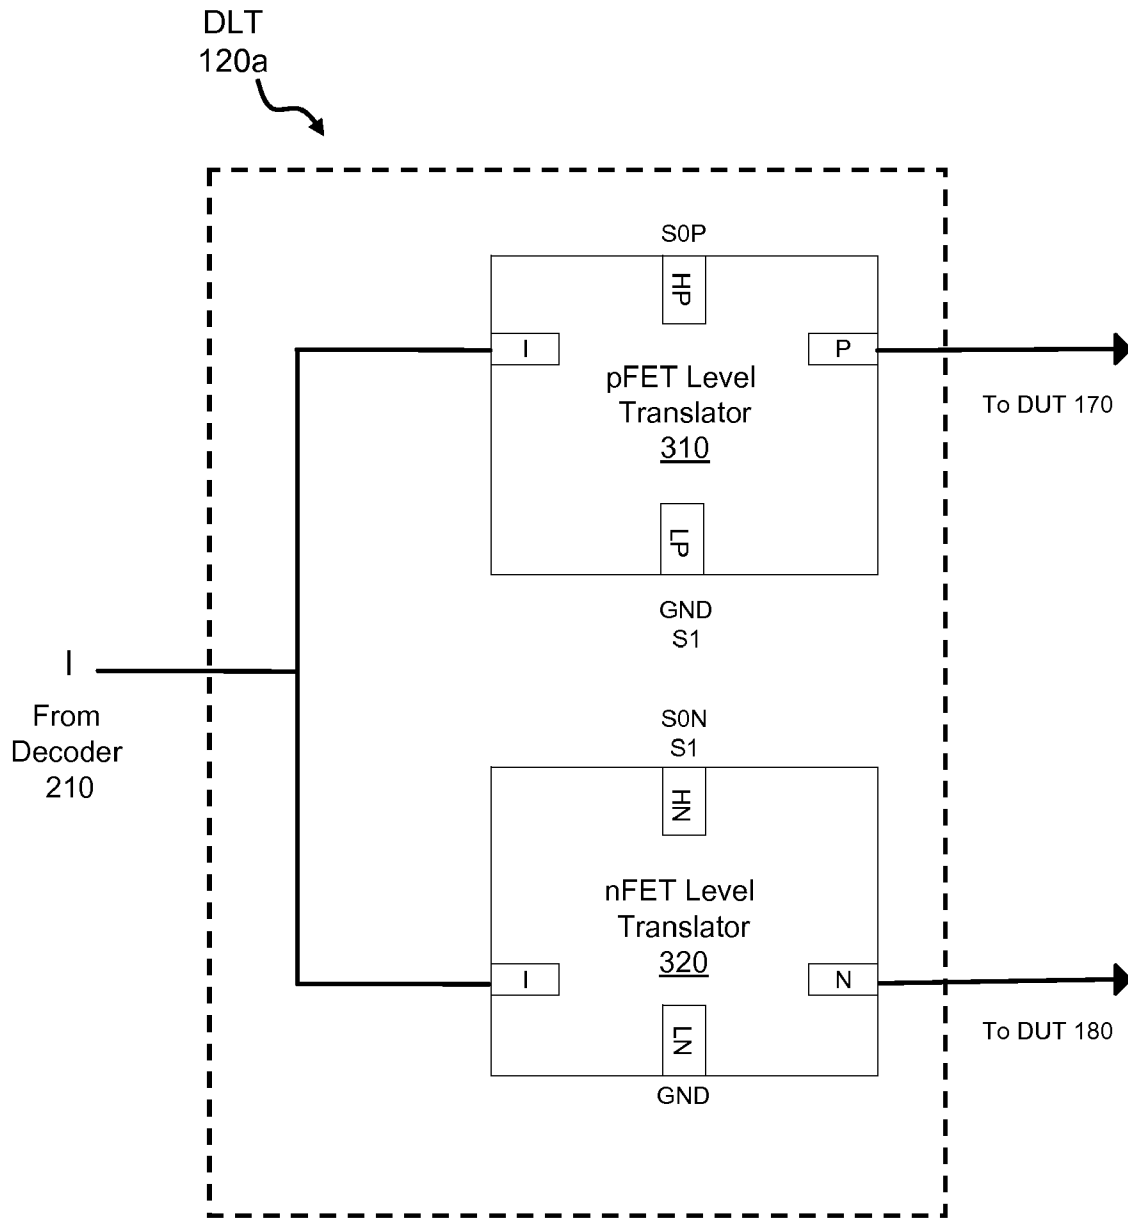 DLT
120a
S0P
HP
I
P
pFET Level
Translator
310
To DUT 170
LP
GND
S1
I
From
Decoder
210
S0N
S1
HN
nFET Level
Translator
320
I
N
To DUT 180
LN
GND